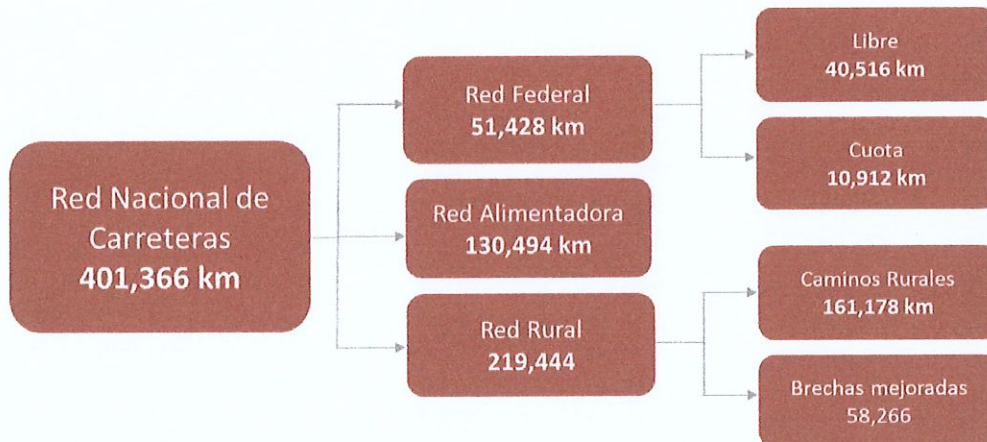 Red Nacional de
Carreteras
401,366 km
Red Federal
51,428 km
Libre
40,516 km
Cuota
10,912 km
Red Alimentadora
130,494 km
Red Rural
219,444
Caminos Rurales
161,178 km
Brechas mejoradas
58,266